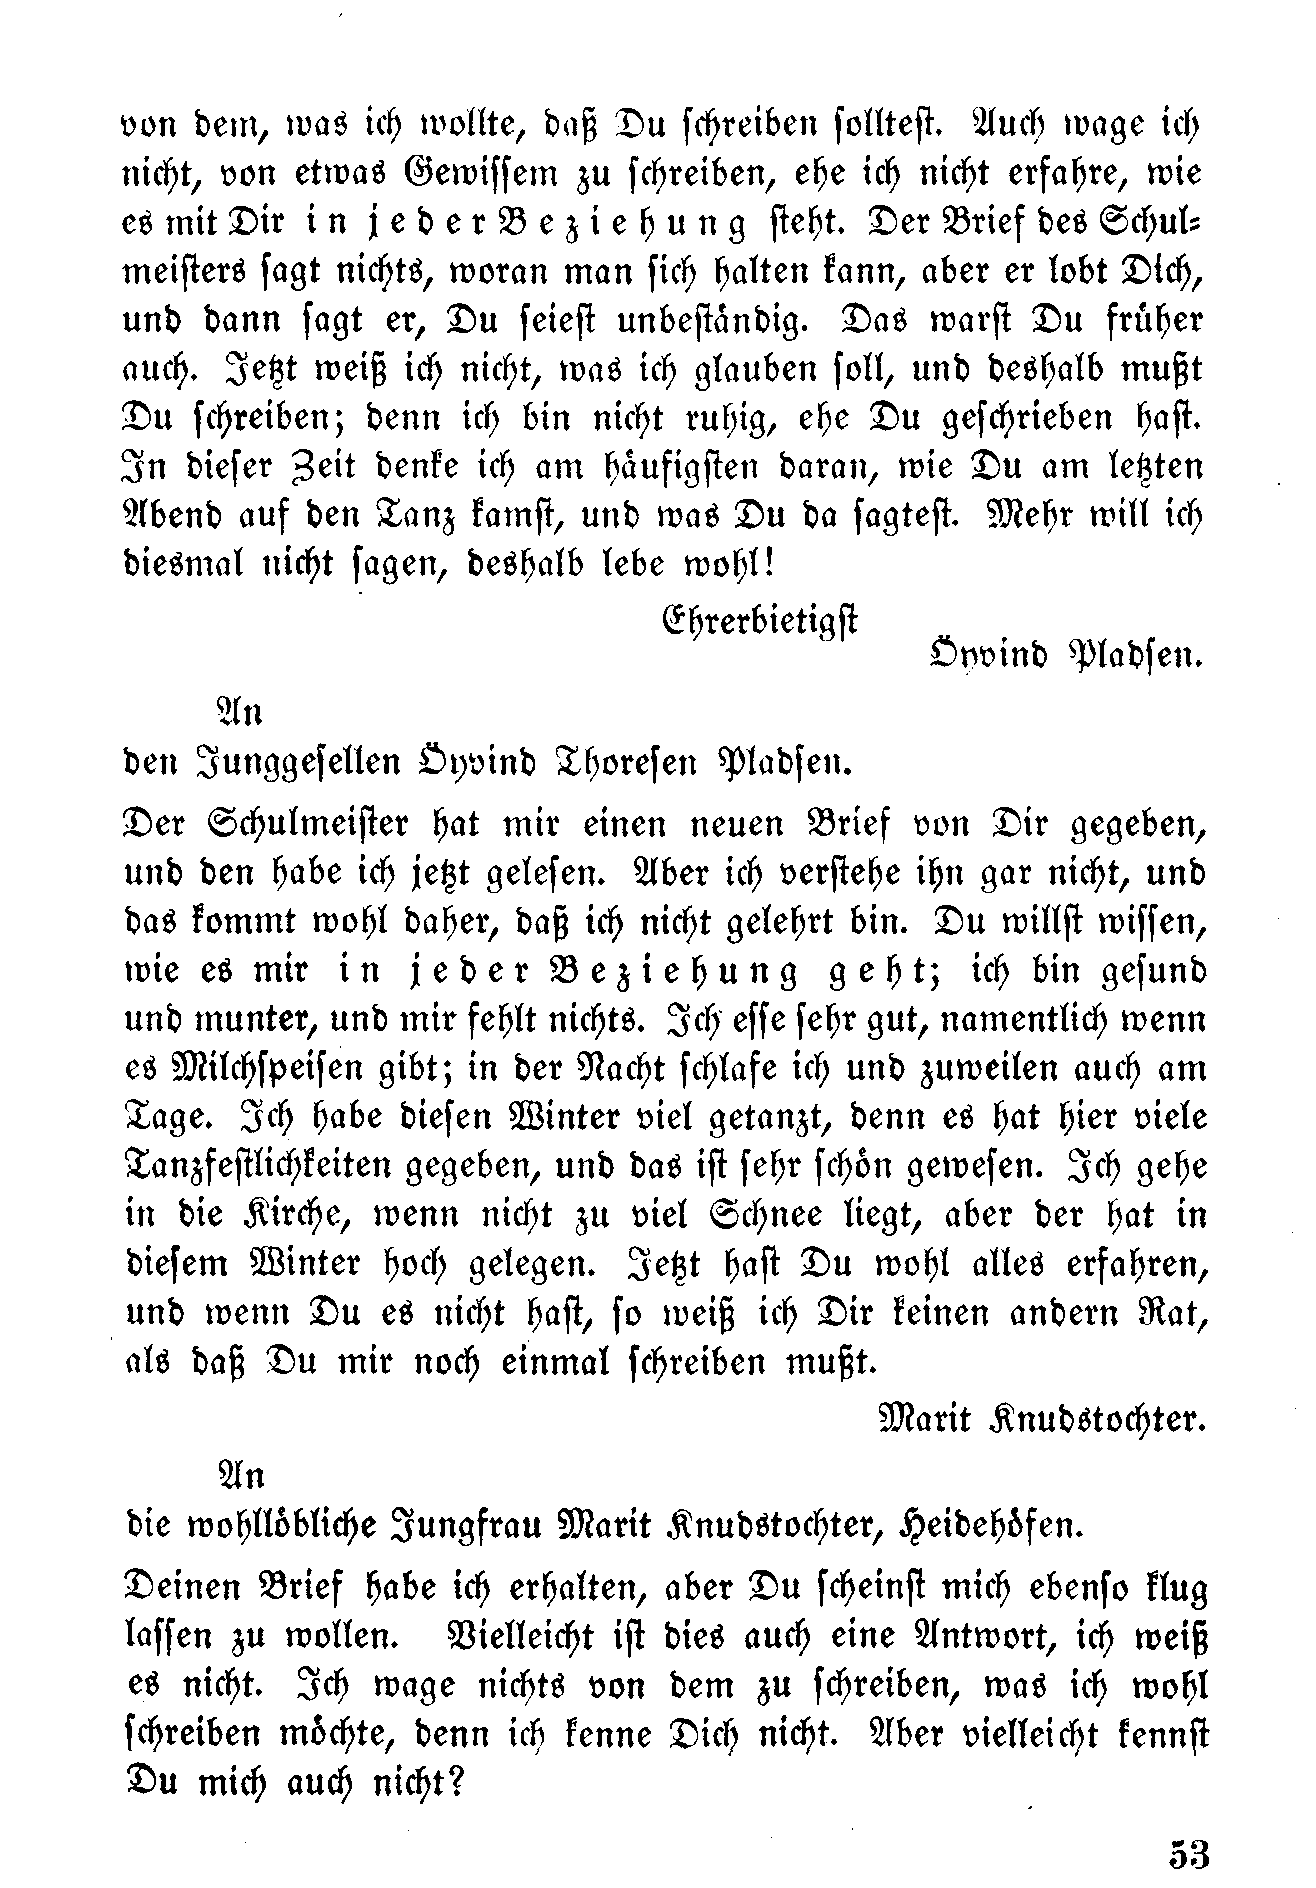 von dem, was ich wollte, daß Du schreiben solltest. Auch wage ich
nicht, von etwas Gewissem zu schreiben, ehe ich nicht erfahre, wie
es mit Dir in jeder Beziehung steht. Der Brief des Schul-
meisters sagt nichts, woran man sich halten kann, aber er lobt Dich,
und dann sagt er, Du seiest unbeständig. Das warst Du früher
auch. Jetzt weiß ich nicht, was ich glauben soll, und deshalb mußt
Du schreiben; denn ich bin nicht ruhig, ehe Du geschrieben hast.
In dieser Zeit denke ich am häufigsten daran, wie Du am letzten
Abend auf den Tanz kamst, und was Du da sagtest. Mehr will ich
diesmal nicht sagen, deshalb lebe wohl!
Ehrerbietigst
Öyvind Pladsen.
An
den Junggesellen Öyvind Thoresen Pladsen.
Der Schulmeister hat mir einen neuen Brief von Dir gegeben,
und den habe ich jetzt gelesen. Aber ich verstehe ihn gar nicht, und
das kommt wohl daher, daß ich nicht gelehrt bin. Du willst wissen,
wie es mir in jeder Beziehung geht; ich bin gesund
und munter, und mir fehlt nichts. Ich esse sehr gut, namentlich wenn
es Milchspeisen gibt; in der Nacht schlafe ich und zuweilen auch am
Tage. Ich habe diesen Winter viel getanzt, denn es hat hier viele
Tanzfestlichkeiten gegeben, und das ist sehr schön gewesen. Ich gehe
in die Kirche, wenn nicht zu viel Schnee liegt, aber der hat in
diesem Winter hoch gelegen. Jetzt hast Du wohl alles erfahren,
und wenn Du es nicht hast, so weiß ich Dir keinen andern Rat,
als daß Du mir noch einmal schreiben mußt.
Marit Knudstochter.
An
die wohllöbliche Jungfrau Marit Knudstochter, Heidehöfen.
Deinen Brief habe ich erhalten, aber Du scheinst mich ebenso klug
lassen zu wollen. Vielleicht ist dies auch eine Antwort, ich weiß
es nicht. Ich wage nichts von dem zu schreiben, was ich wohl
schreiben möchte, denn ich kenne Dich nicht. Aber vielleicht kennst
Du mich auch nicht?
53